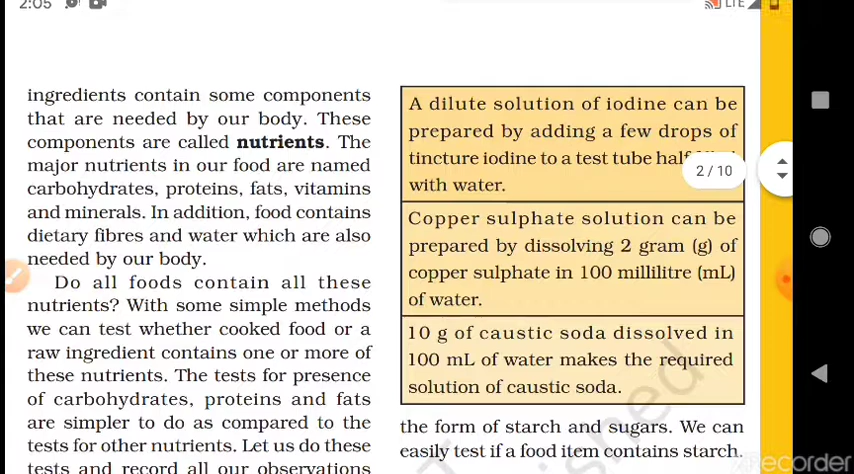 2:05
LTE
ingredients contain some components
that are needed by our body. These
components are called nutrients. The
major nutrients in our food are named
carbohydrates, proteins, fats, vitamins
and minerals. In addition, food contains
dietary fibres and water which are also
needed by our body.
Do all foods contain all these
nutrients? With some simple methods
we can test whether cooked food or a
raw ingredient contains one or more of
these nutrients. The tests for presence
of carbohydrates, proteins and fats
are simpler to do as compared to the
tests for other nutrients. Let us do these
tests and record all our observations
A dilute solution of iodine can be
prepared by adding a few drops of
tincture iodine to a test tube half
with water.
2/10
Copper sulphate solution can be
prepared by dissolving 2 gram (g) of
copper sulphate in 100 millilitre (mL)
of water.
10 g of caustic soda dissolved in
100 mL of water makes the required
solution of caustic soda.
the form of starch and sugars. We can
easily test if a food item contains starch.